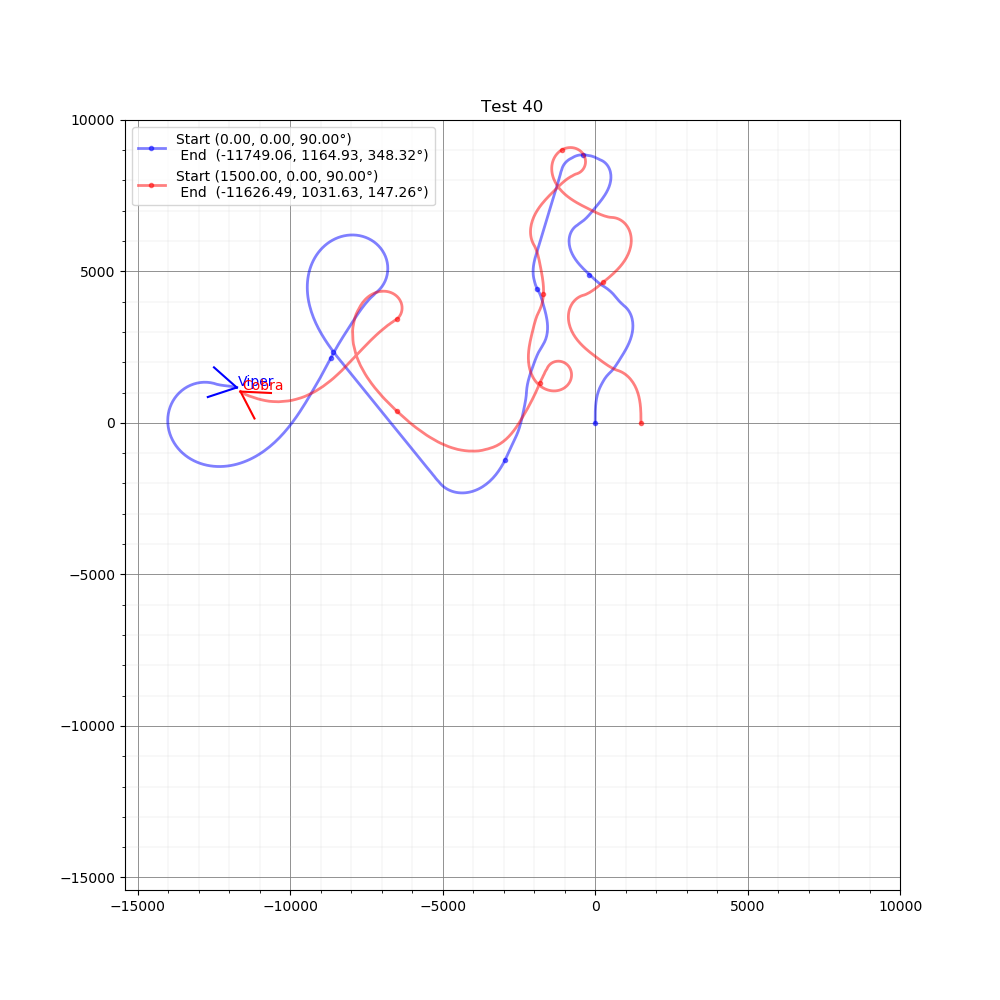 Test 40
Start (0.00, 0.00, 90.00°)
End (-11749.06, 1164.93, 348.32°)
Start (1500.00, 0.00, 90.00°)
End (-11626.49, 1031.63, 147.26°)
10000
5000
0
−5000
−10000
−15000
Viper
Cobra
−15000 −10000 −5000 0 5000 10000